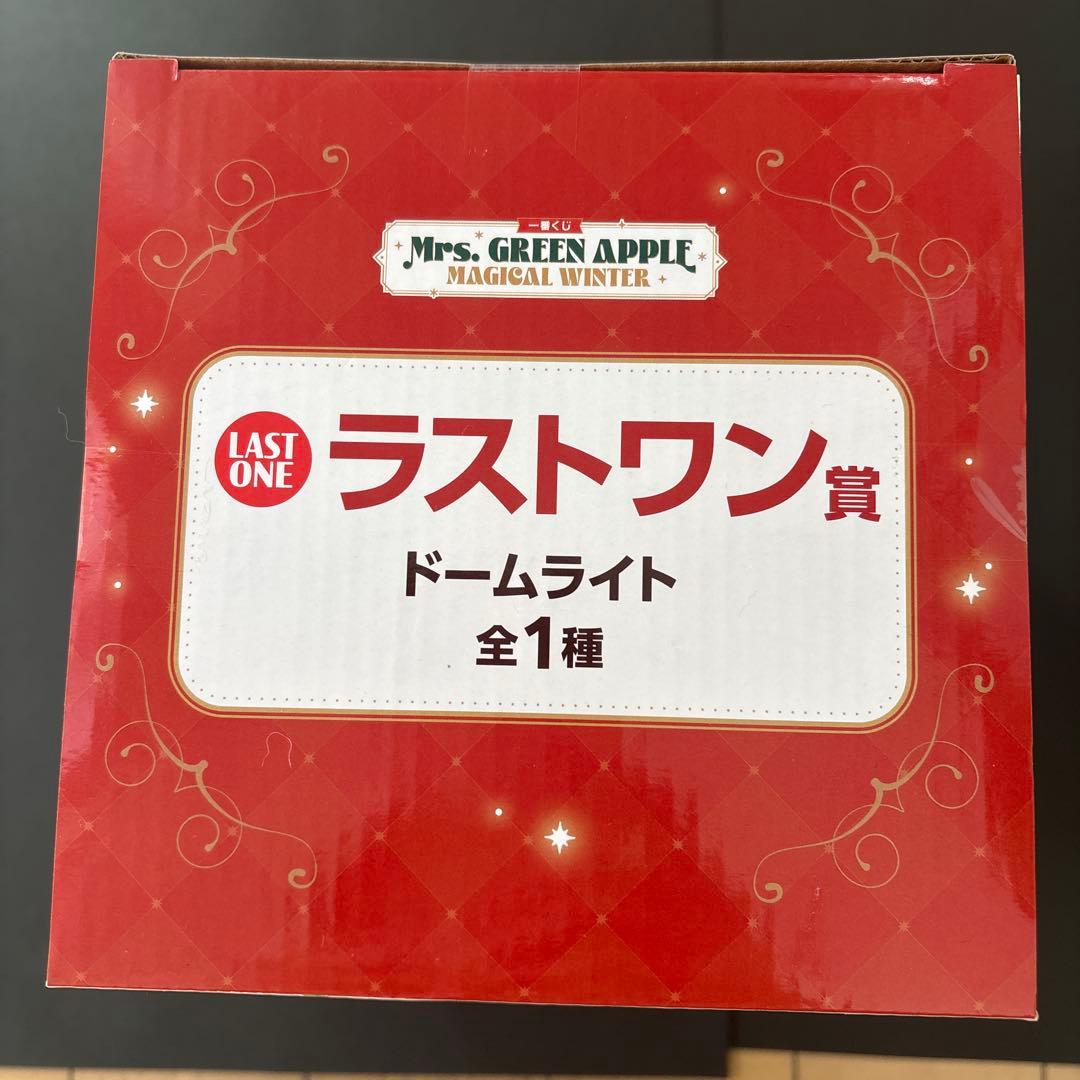 一番くじ
Mrs. GREEN APPLE
MAGICAL WINTER
LAST
ONE
ラストワン賞
ドームライト
全1種